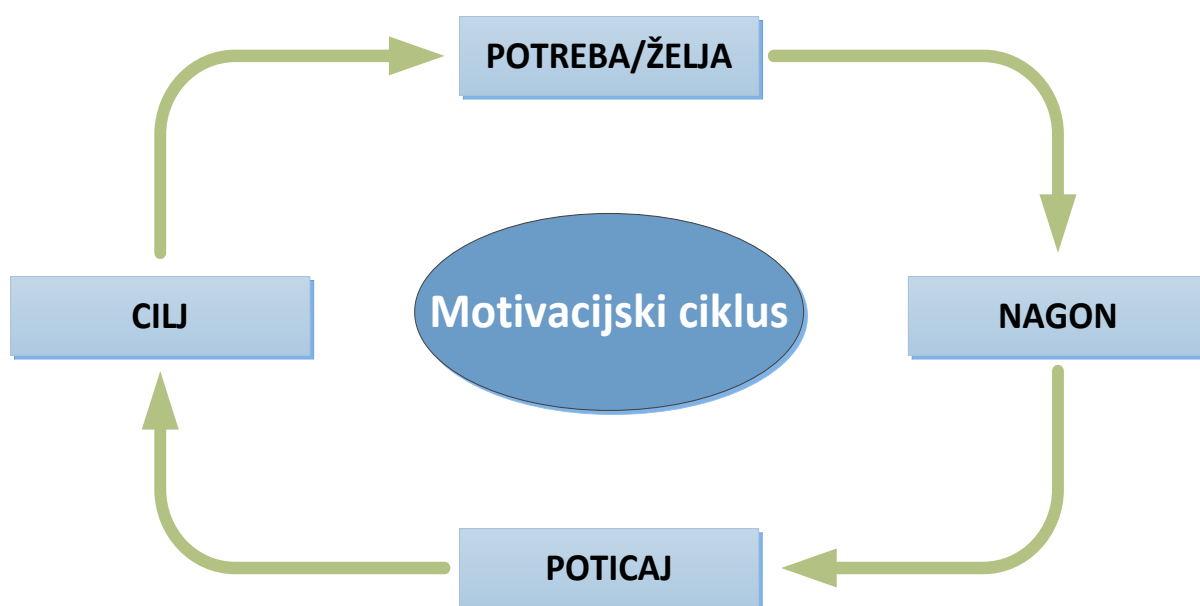 POTREBA/ŽELJA
CILJ
Motivacijski ciklus
NAGON
POTICAJ